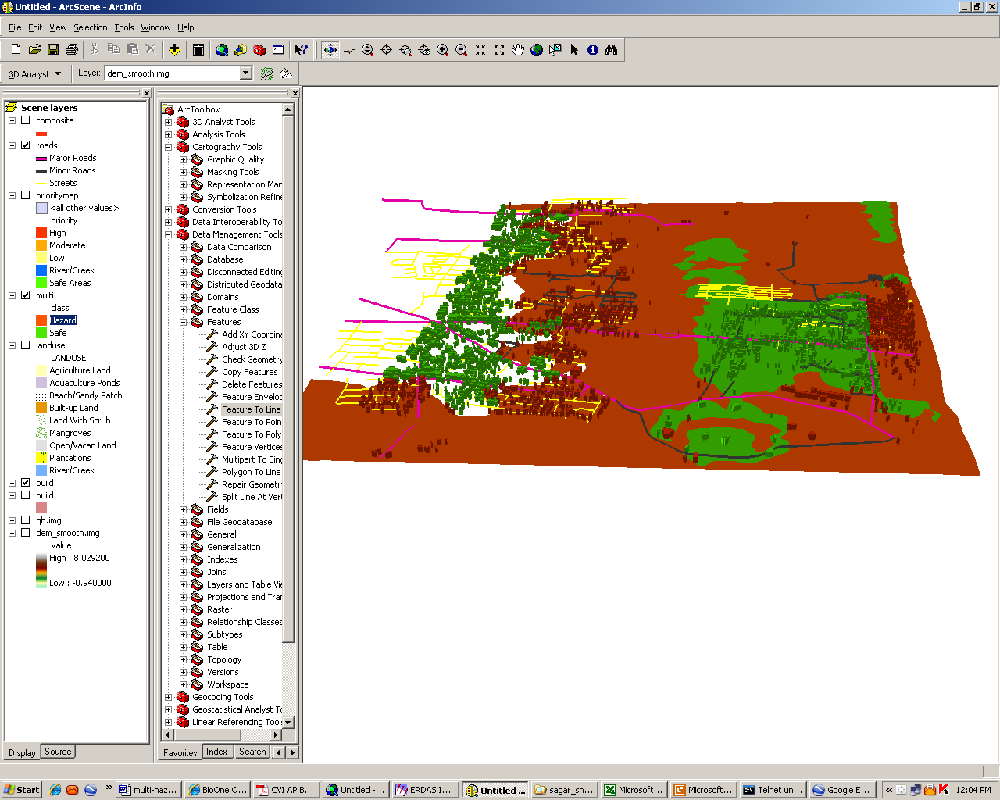 Untitled - ArcScene - ArcInfo
File Edit View Selection Tools Window Help
3D Analyst Layer: dem_smooth.img
Scene layers
composite
roads
Major Roads
Minor Roads
Streets
prioritymap
<all other values>
priority
High
Moderate
Low
River/Creek
Safe Areas
multi
class
Hazard
Safe
landuse
LANDUSE
Agriculture Land
Aquaculture Ponds
Beach/Sandy Patch
Built-up Land
Land With Scrub
Mangroves
Open/Vacan Land
Plantations
River/Creek
build
build
qb.img
dem_smooth.img
Value
High : 8.029200
Low : -0.940000
Display Source
ArcToolbox
3D Analyst Tools
Analysis Tools
Cartography Tools
Graphic Quality
Masking Tools
Representation Mar
Symbolization Refine
Conversion Tools
Data Interoperability To
Data Management Tools
Data Comparison
Database
Disconnected Editing
Distributed Geodata
Domains
Feature Class
Features
Add XY Coordina
Adjust 3D Z
Check Geometry
Copy Features
Delete Features
Feature Envelop
Feature To Line
Feature To Poin
Feature To Poly
Feature Vertices
Multipart To Sing
Polygon To Line
Repair Geometry
Split Line At Vert
Fields
File Geodatabase
General
Generalization
Indexes
Joins
Layers and Table Vie
Projections and Tran
Raster
Relationship Classes
Subtypes
Table
Topology
Versions
Workspace
Geocoding Tools
Geostatistical Analyst To
Linear Referencing Tools
Favorites Index Search
Start » multi-haz... BioOne O... CVI AP B... Untitled -... ERDAS I... Untitled ... sagar_sh... Microsoft... Microsoft... Telnet un... Google E... « 12:04 PM